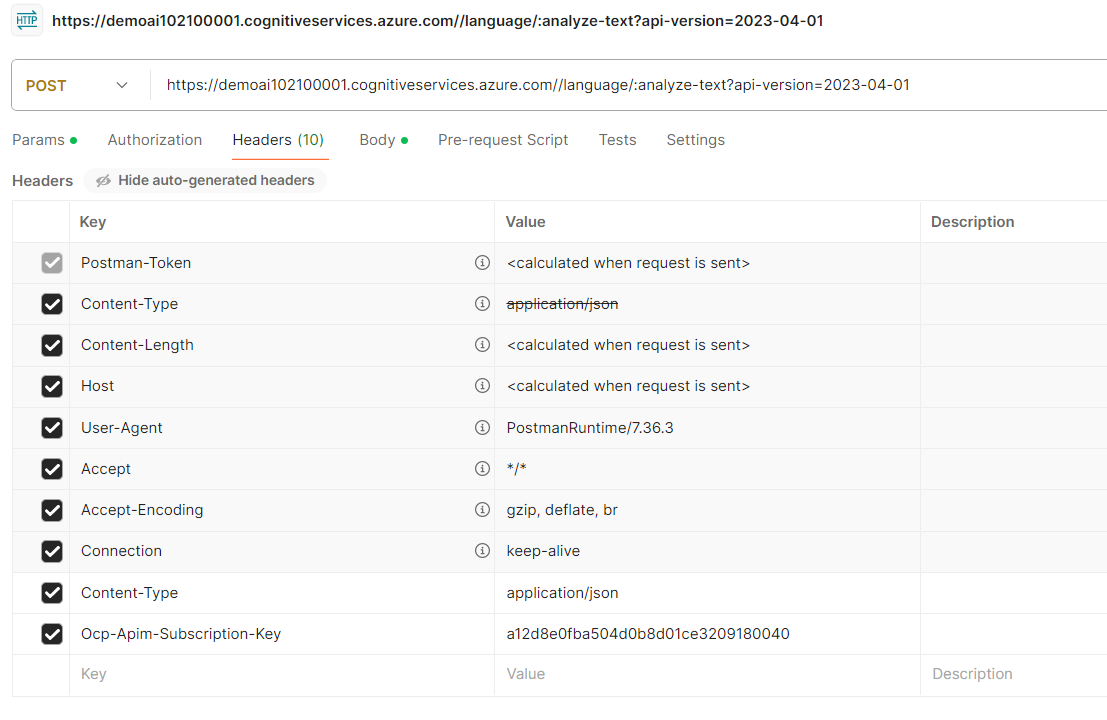 HTTP https://demoai102100001.cognitiveservices.azure.com//language/:analyze-text?api-version=2023-04-01
POST https://demoai102100001.cognitiveservices.azure.com//language/:analyze-text?api-version=2023-04-01
Params Authorization Headers (10) Body Pre-request Script Tests Settings
Headers Hide auto-generated headers
Key Value Description
Postman-Token <calculated when request is sent>
Content-Type application/json
Content-Length <calculated when request is sent>
Host <calculated when request is sent>
User-Agent PostmanRuntime/7.36.3
Accept */*
Accept-Encoding gzip, deflate, br
Connection keep-alive
Content-Type application/json
Ocp-Apim-Subscription-Key a12d8e0fba504d0b8d01ce3209180040
Key Value Description